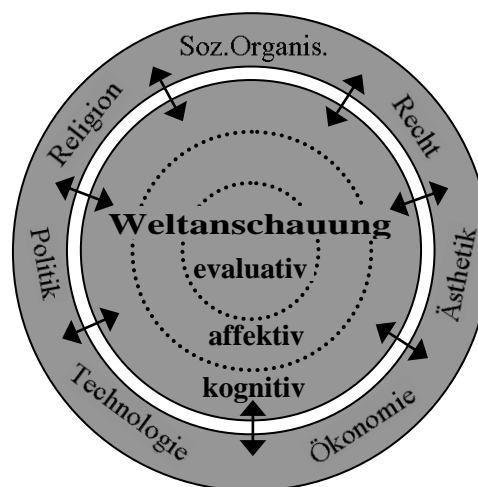 Soz.Organis.
Religion
Recht
Weltanschauung
evaluativ
Politik
Ästhetik
affektiv
kognitiv
Technologie
Ökonomie